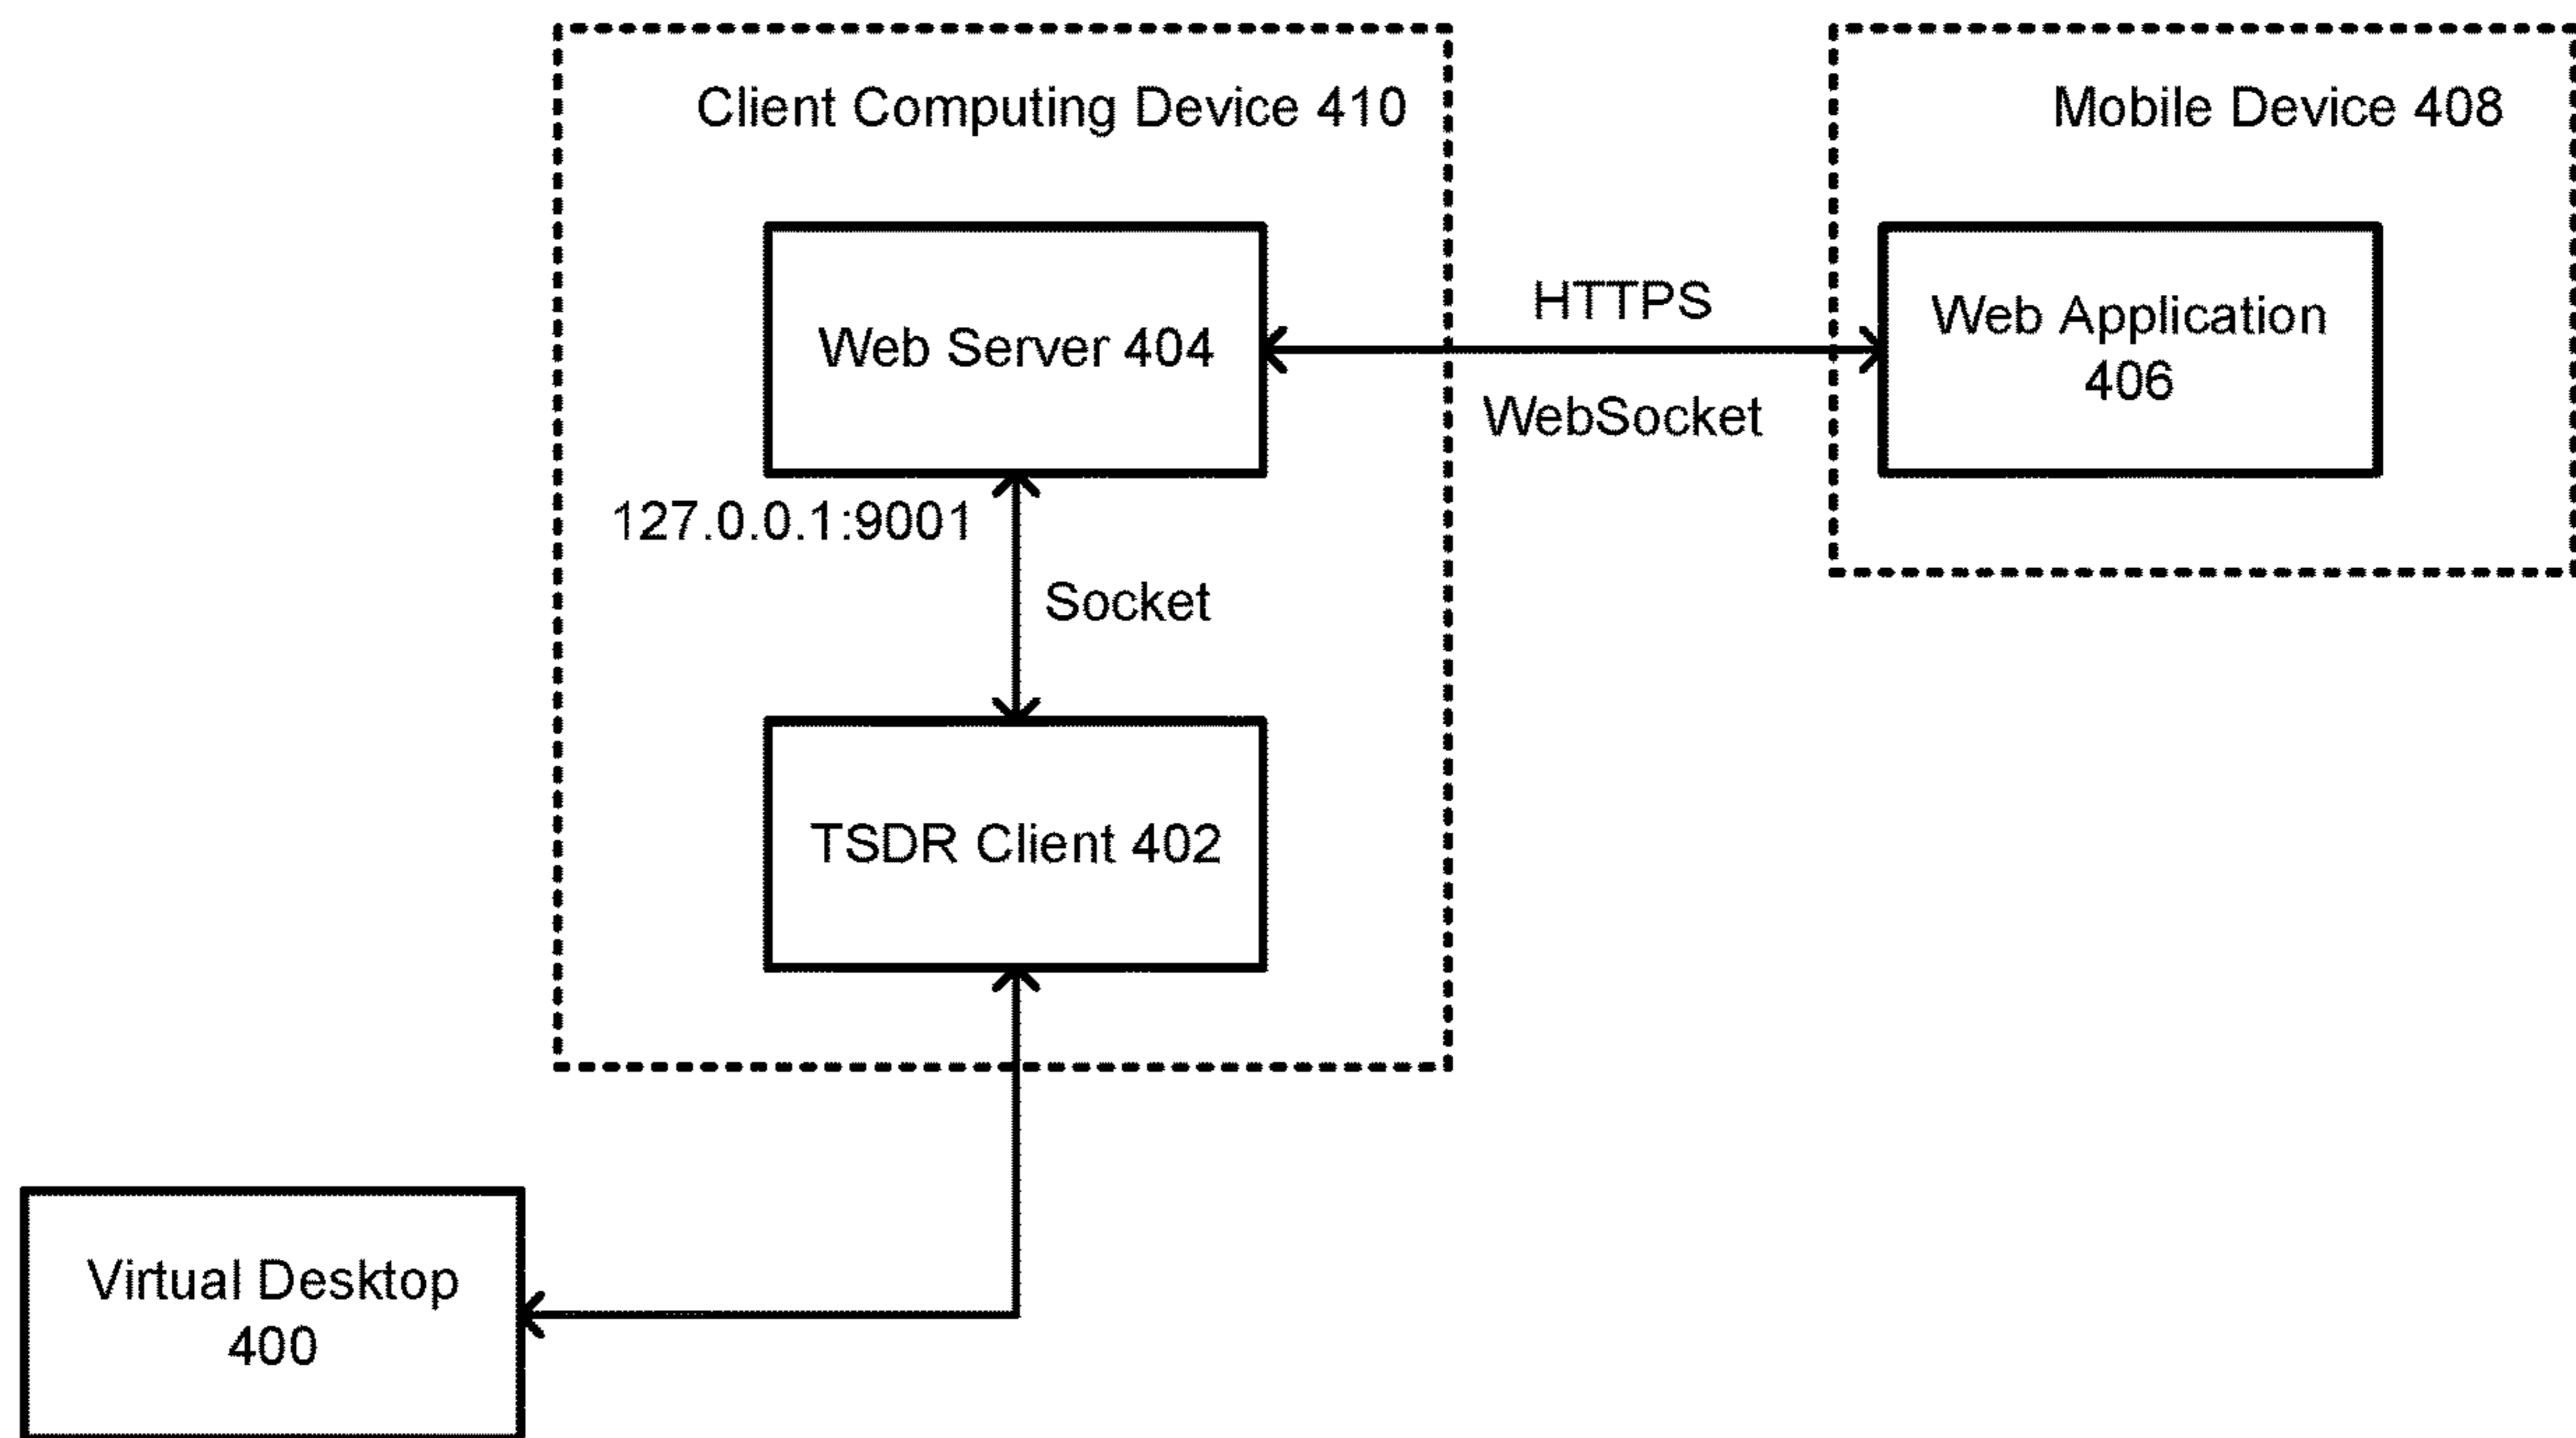 Client Computing Device 410
Mobile Device 408
Web Server 404
HTTPS
WebSocket
Web Application
406
127.0.0.1:9001
Socket
TSDR Client 402
Virtual Desktop
400